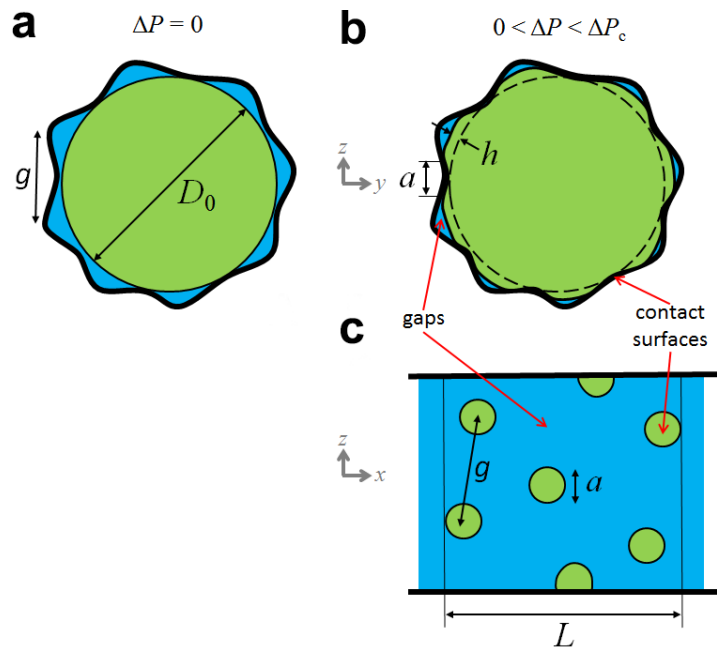 a
ΔP = 0
g
D₀
b
0 < ΔP < ΔPc
z
y
h
a
gaps
contact
surfaces
c
z
x
g
a
L